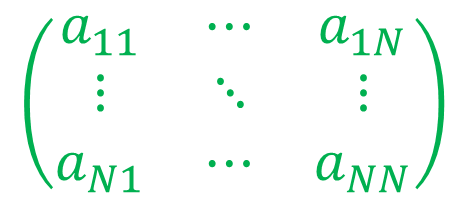 ( a₁₁ ⋯ a₁N
⋮ ⋱ ⋮
aN1 ⋯ aNN )